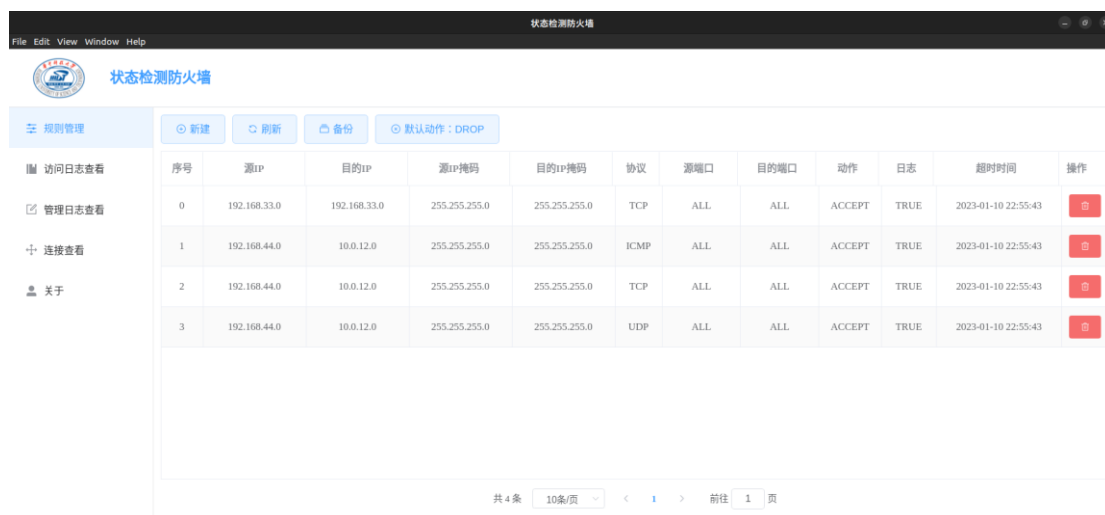 状态检测防火墙
File Edit View Window Help
状态检测防火墙
规则管理
访问日志查看
管理日志查看
连接查看
关于
新建 刷新 备份 默认动作：DROP
序号 源IP 目的IP 源IP掩码 目的IP掩码 协议 源端口 目的端口 动作 日志 超时时间 操作
0 192.168.33.0 192.168.33.0 255.255.255.0 255.255.255.0 TCP ALL ALL ACCEPT TRUE 2023-01-10 22:55:43
1 192.168.44.0 10.0.12.0 255.255.255.0 255.255.255.0 ICMP ALL ALL ACCEPT TRUE 2023-01-10 22:55:43
2 192.168.44.0 10.0.12.0 255.255.255.0 255.255.255.0 TCP ALL ALL ACCEPT TRUE 2023-01-10 22:55:43
3 192.168.44.0 10.0.12.0 255.255.255.0 255.255.255.0 UDP ALL ALL ACCEPT TRUE 2023-01-10 22:55:43
共 4 条 10条/页 1 前往 1 页